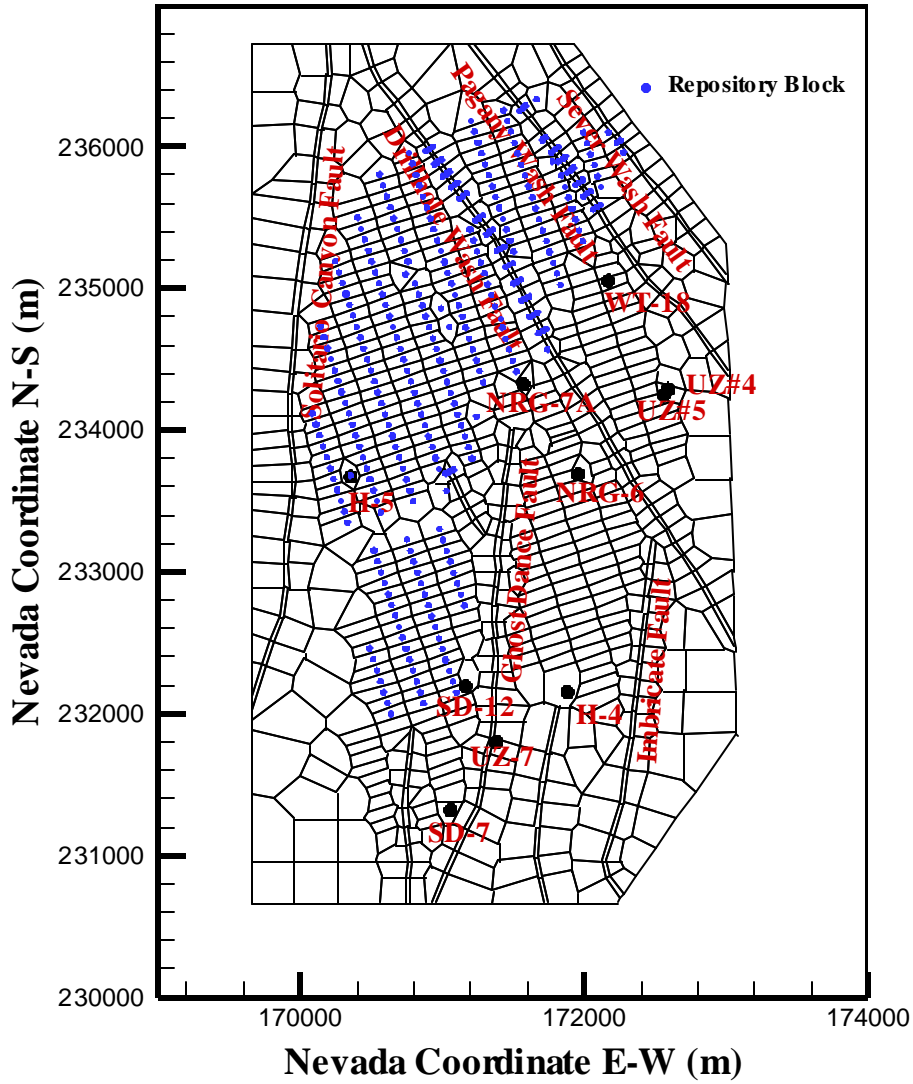 Repository Block
Pagany Wash Fault
Sever Wash Fault
Drillhole Wash Fault
Solitario Canyon Fault
236000
235000
WT-18
UZ#4
UZ#5
NRG-7A
234000
NRG-6
H-5
Ghost Dance Fault
233000
Imbricate Fault
SD-12
H-4
232000
UZ-7
SD-7
231000
230000
170000
172000
174000
Nevada Coordinate N-S (m)
Nevada Coordinate E-W (m)